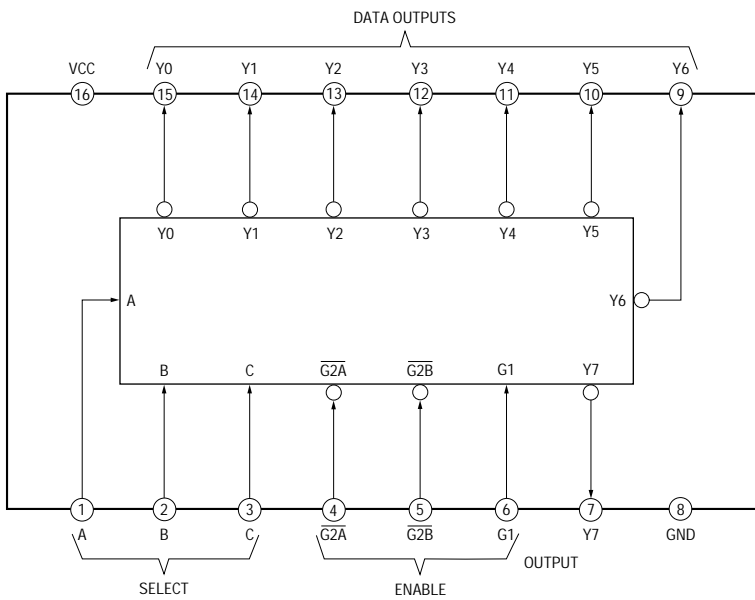 DATA OUTPUTS
VCC Y0 Y1 Y2 Y3 Y4 Y5 Y6
16 15 14 13 12 11 10 9
Y0 Y1 Y2 Y3 Y4 Y5
A Y6
B C G2A G2B G1 Y7
1 2 3 4 5 6 7 8
A B C G2A G2B G1 Y7 GND
OUTPUT
SELECT ENABLE